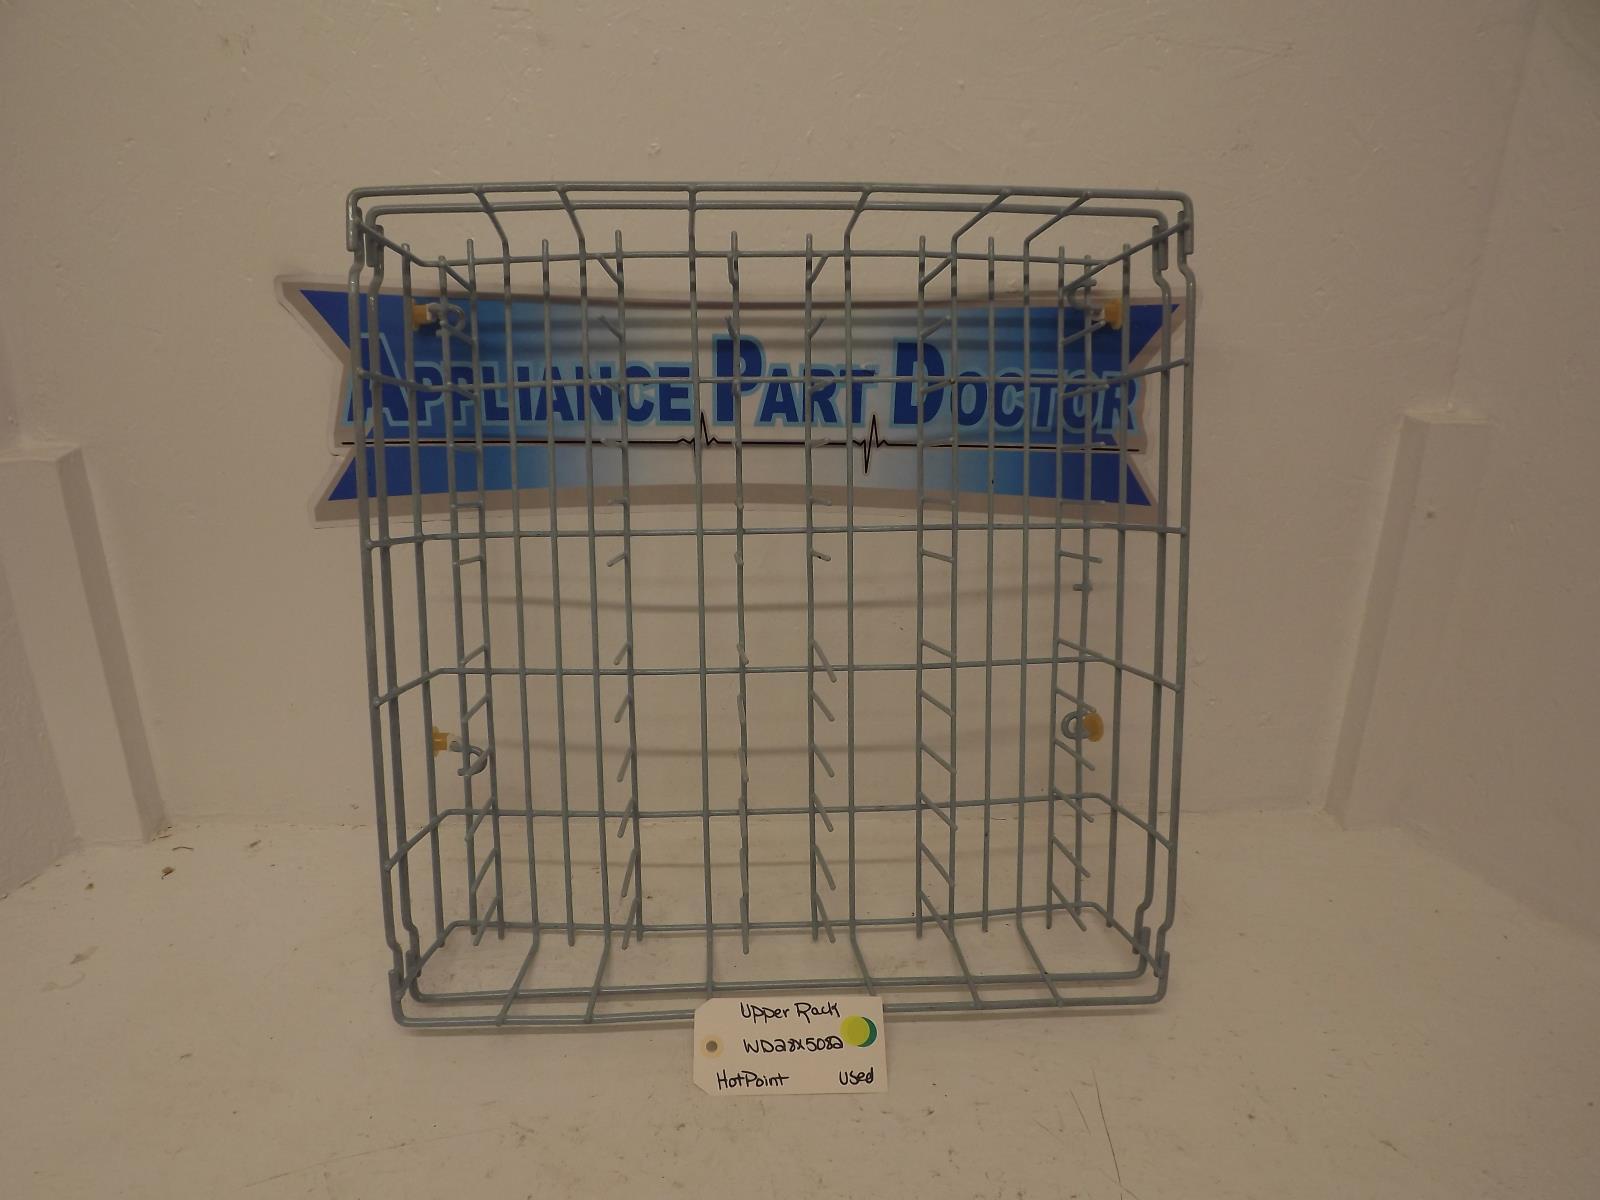 Appliance Part Doctor
Upper Rack
WD28X5082
HotPoint Used